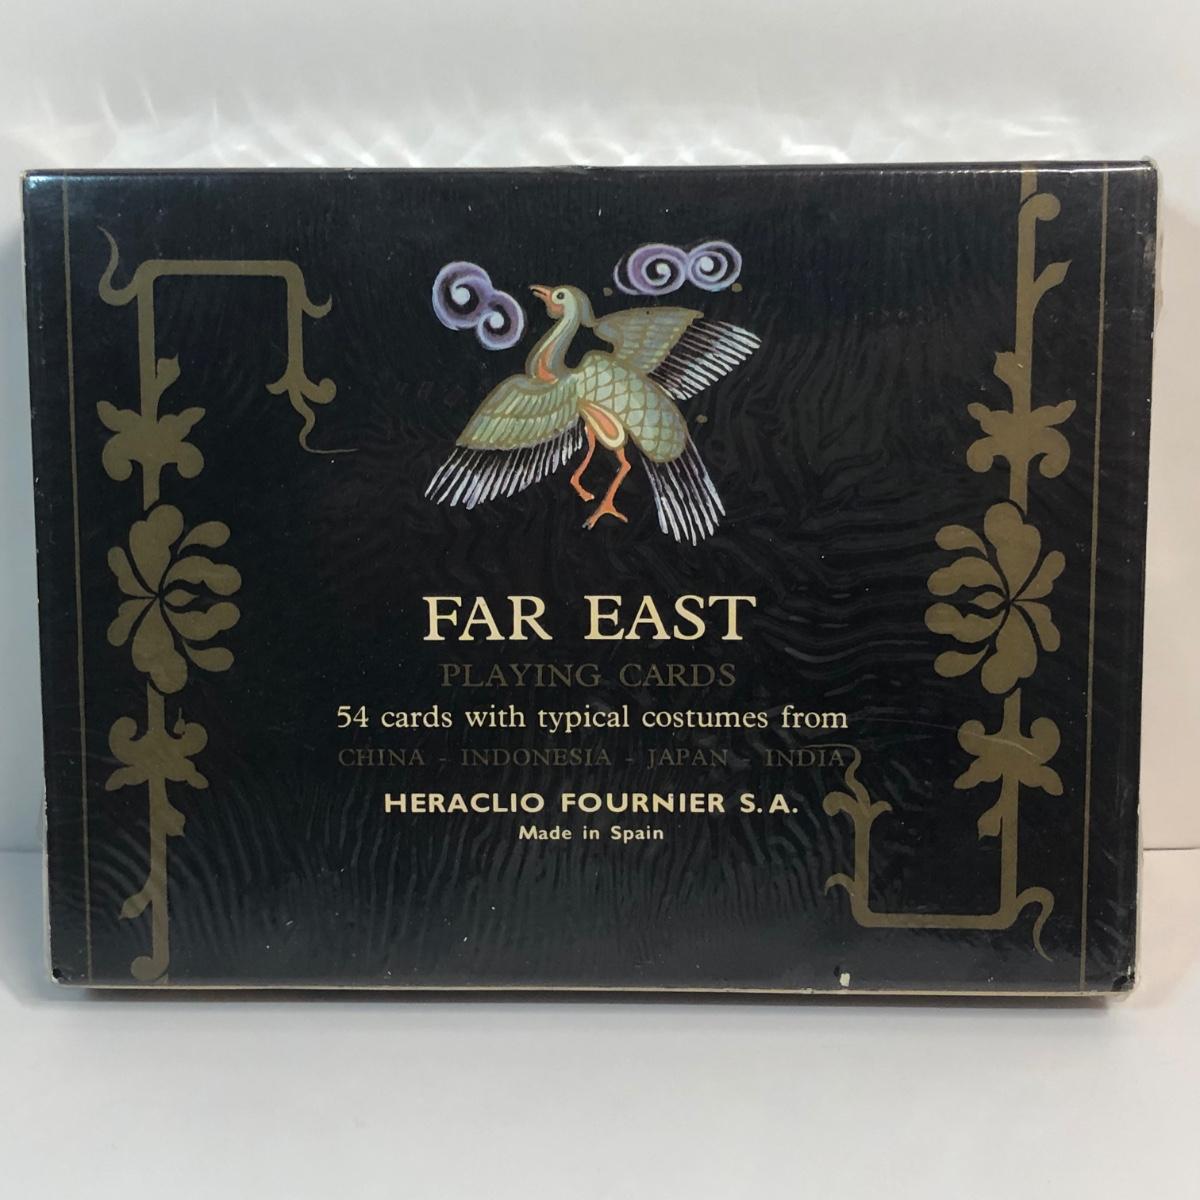 FAR EAST
PLAYING CARDS
54 cards with typical costumes from
CHINA - INDONESIA - JAPAN - INDIA
HERACLIO FOURNIER S.A.
Made in Spain